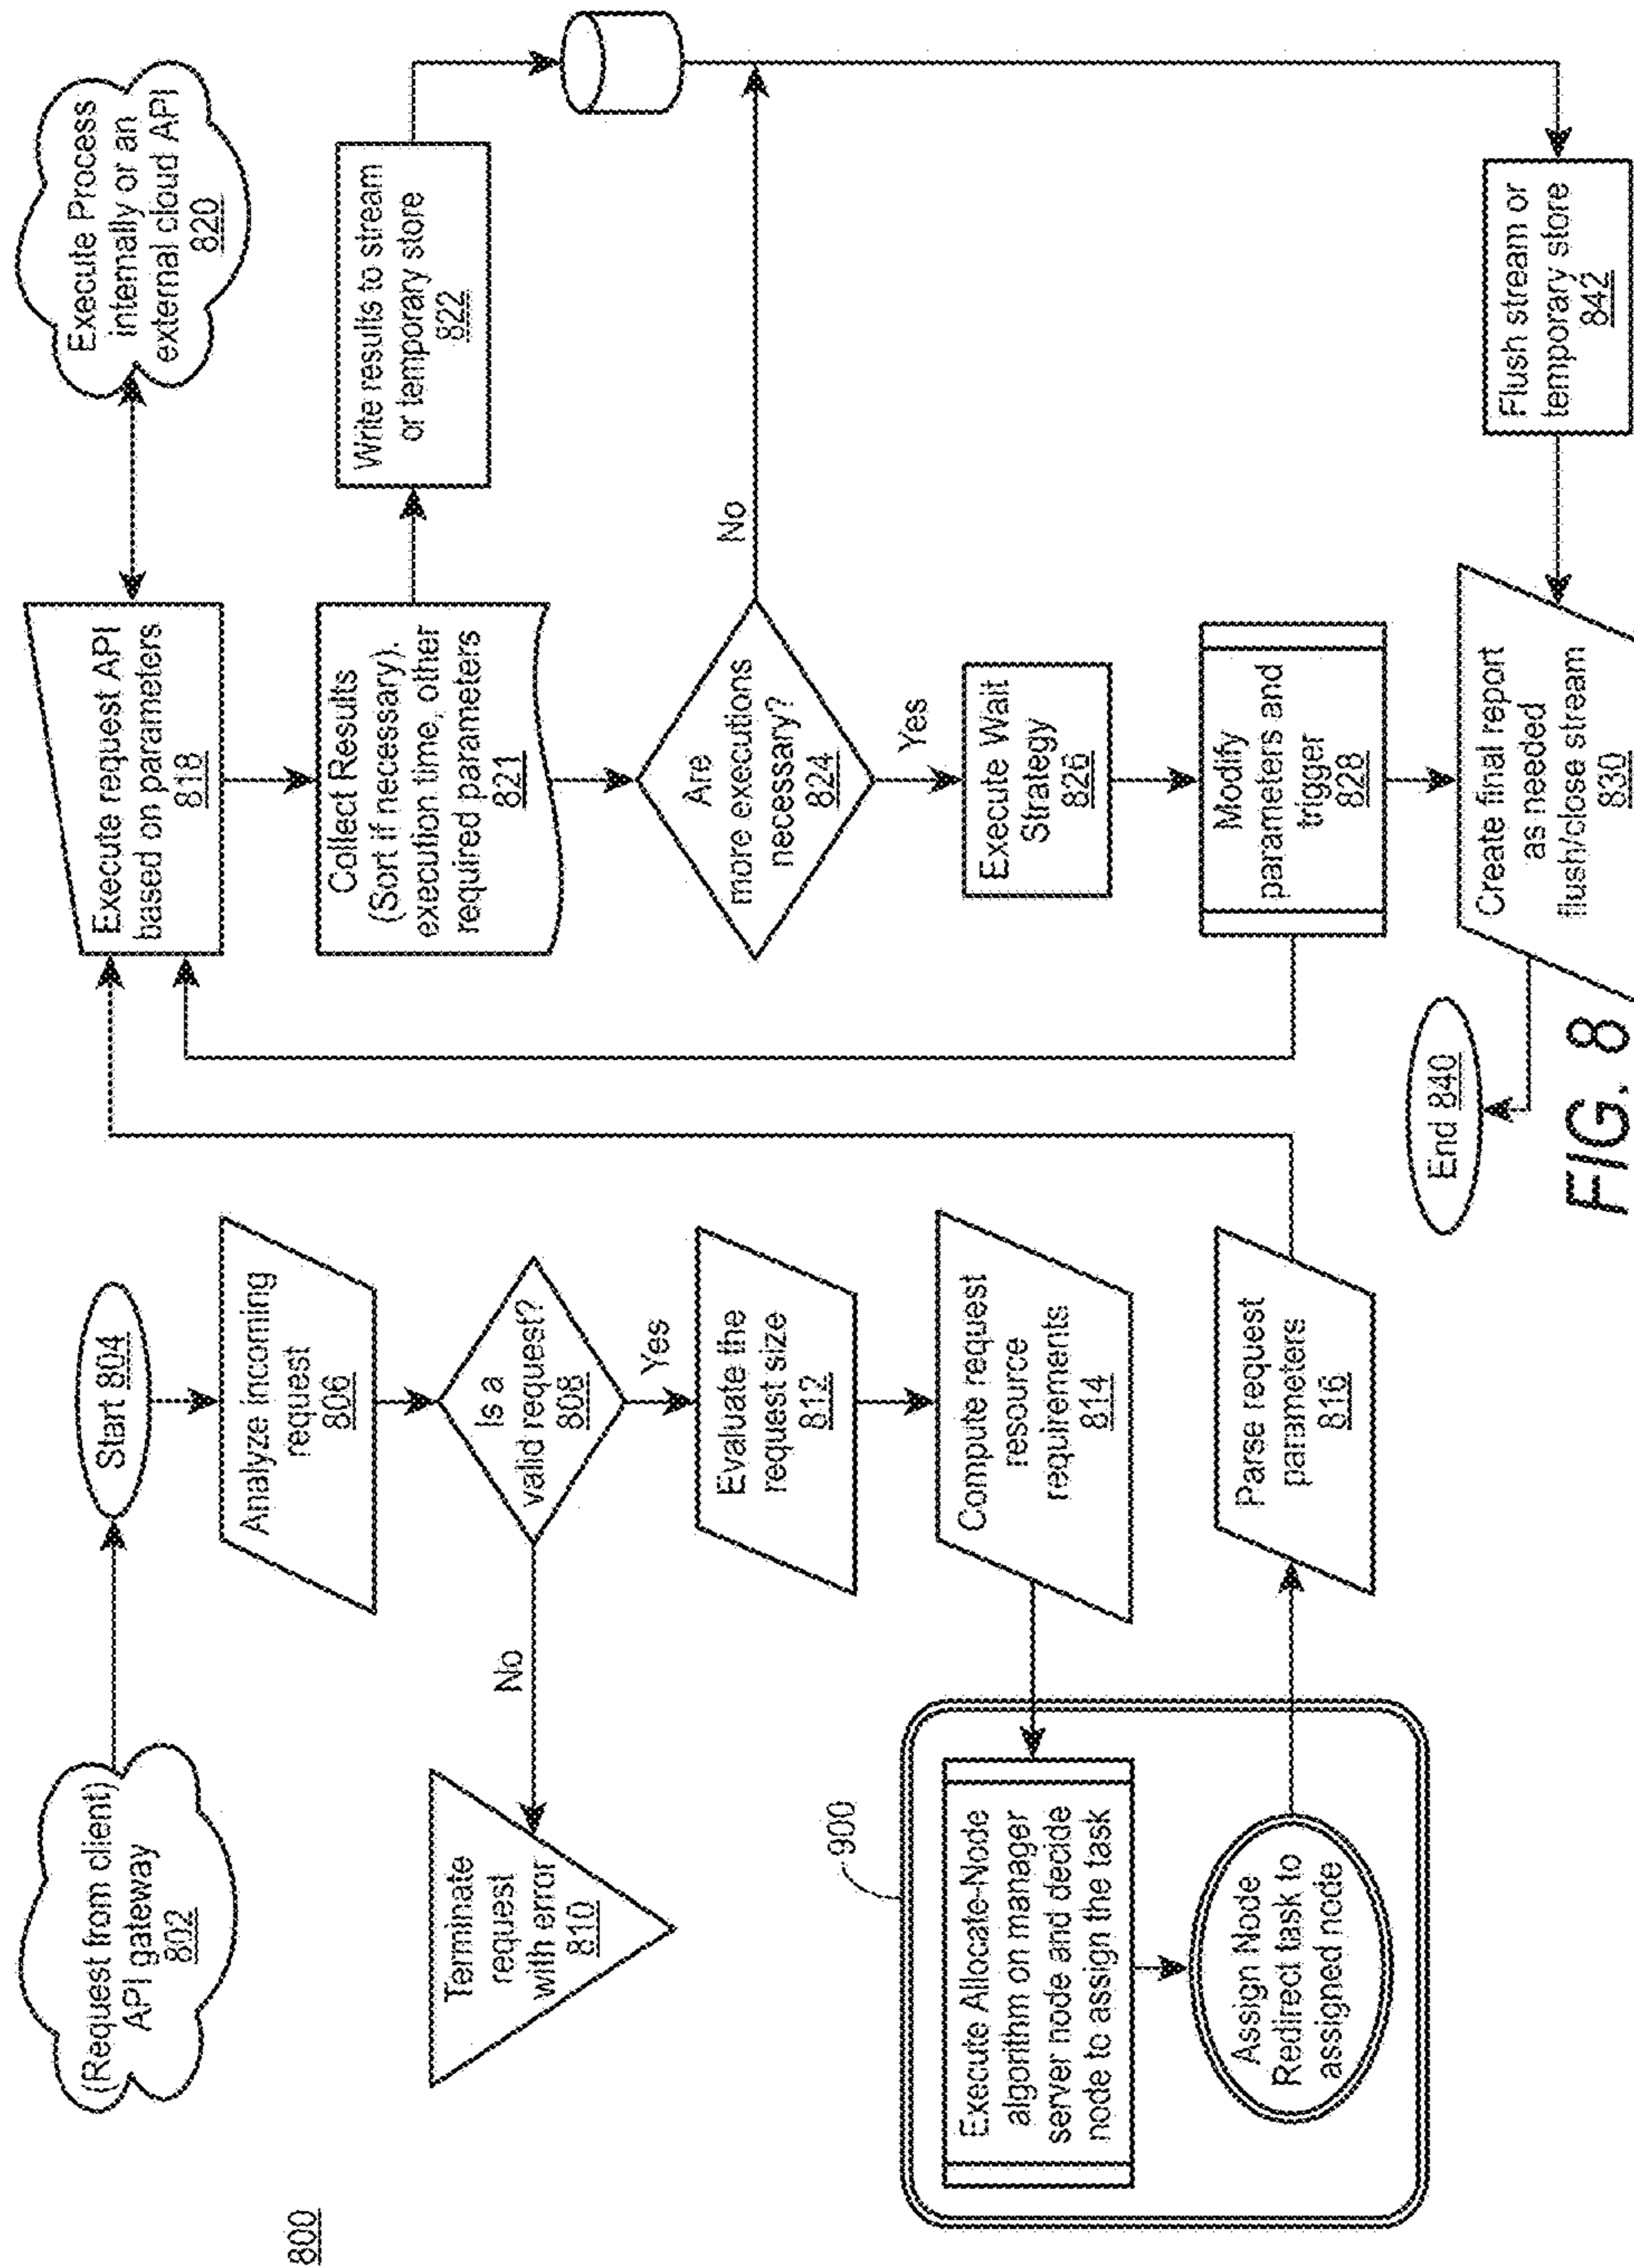 800
(Request from client)
API gateway
802
Start 804
Analyze incoming
request
806
Is a
valid request?
808
No
Terminate
request
with error
810
Yes
Evaluate the
request size
812
Compute request
resource
requirements
814
900
Execute Allocate-Node
algorithm on manager
server node and decide
node to assign the task
Assign Node
Redirect task to
assigned node
Parse request
parameters
816
Execute request API
based on parameters
818
Execute Process
internally or an
external cloud API
820
Collect Results
(Sort if necessary).
execution time, other
required parameters
821
Write results to stream
or temporary store
822
Are
more executions
necessary?
824
No
Yes
Execute Wait
Strategy
826
Modify
parameters and
trigger
828
Create final report
as needed
flush/close stream
830
Flush stream or
temporary store
842
End 840
FIG. 8